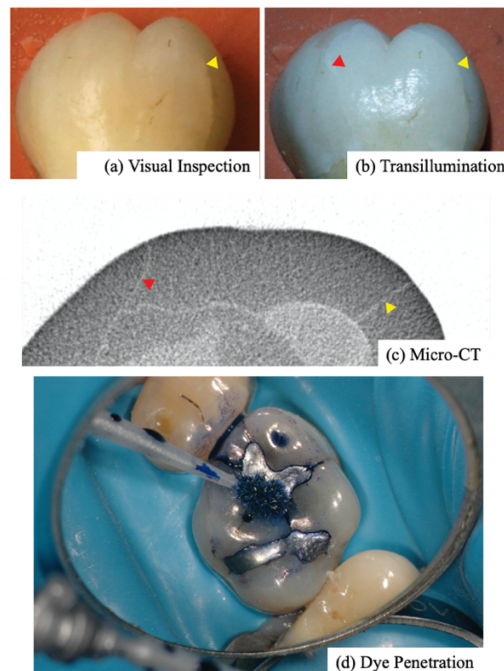 (a) Visual Inspection
(b) Transillumination
(c) Micro-CT
(d) Dye Penetration